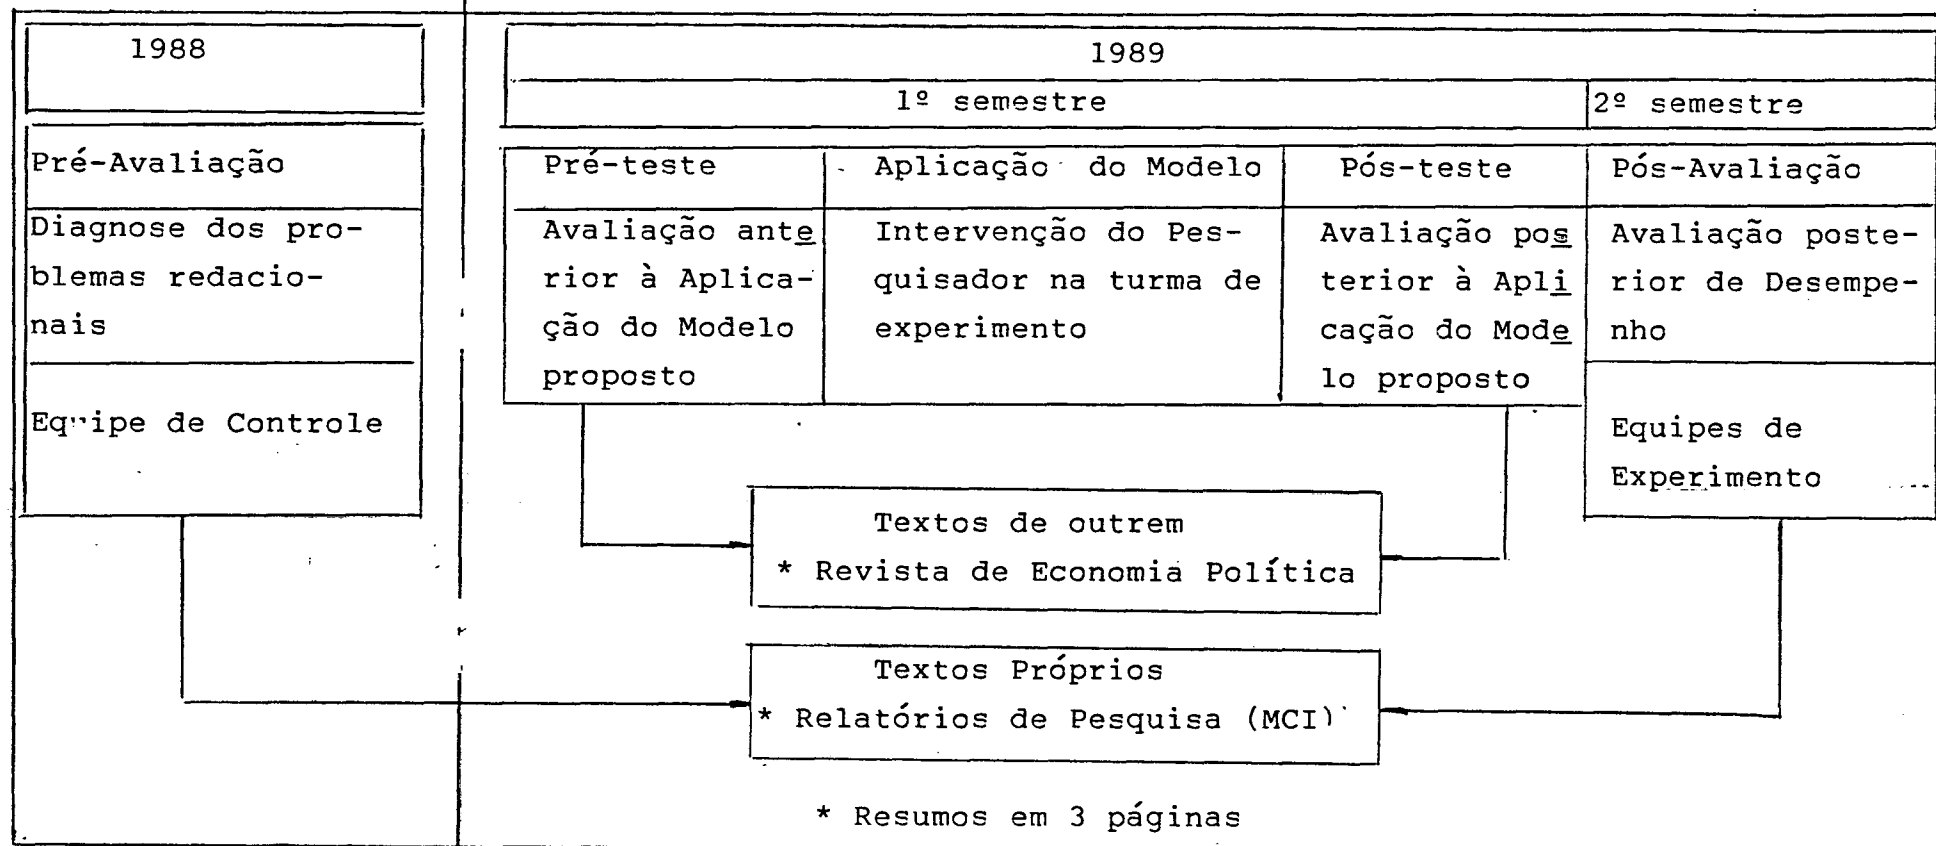 1988
1989
1º semestre
2º semestre
Pré-Avaliação
Diagnose dos pro-
blemas redacio-
nais
Equipe de Controle
Pré-teste
Avaliação ante
rior à Aplica-
ção do Modelo
proposto
Aplicação do Modelo
Intervenção do Pes-
quisador na turma de
experimento
Pós-teste
Avaliação pos
terior à Apli
cação do Mode
lo proposto
Pós-Avaliação
Avaliação poste-
rior de Desempe-
nho
Equipes de
Experimento
Textos de outrem
* Revista de Economia Política
Textos Próprios
* Relatórios de Pesquisa (MCI)
* Resumos em 3 páginas